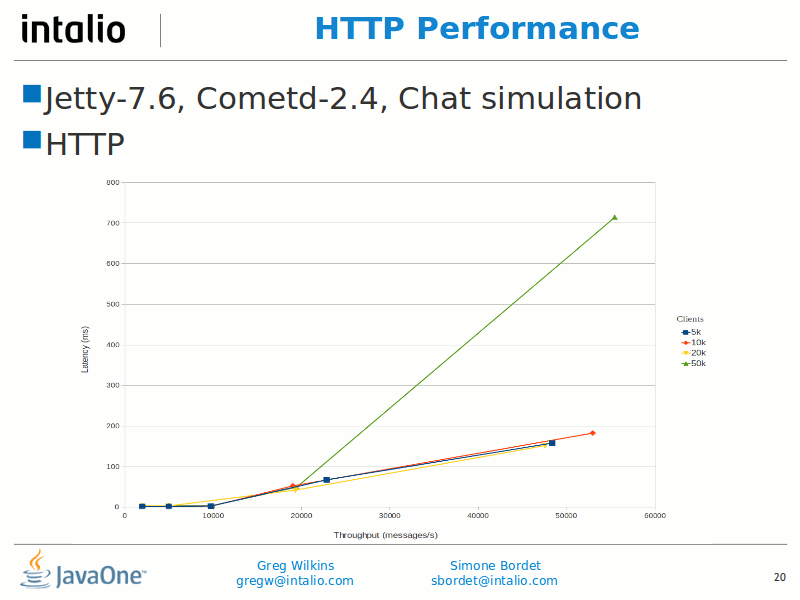 intalio
HTTP Performance
Jetty-7.6, Cometd-2.4, Chat simulation
HTTP
800
700
600
500
400
300
200
100
0
Latency (ms)
0 10000 20000 30000 40000 50000 60000
Throughput (messages/s)
Clients
5k
10k
20k
50k
JavaOne™
Greg Wilkins
gregw@intalio.com
Simone Bordet
sbordet@intalio.com
20